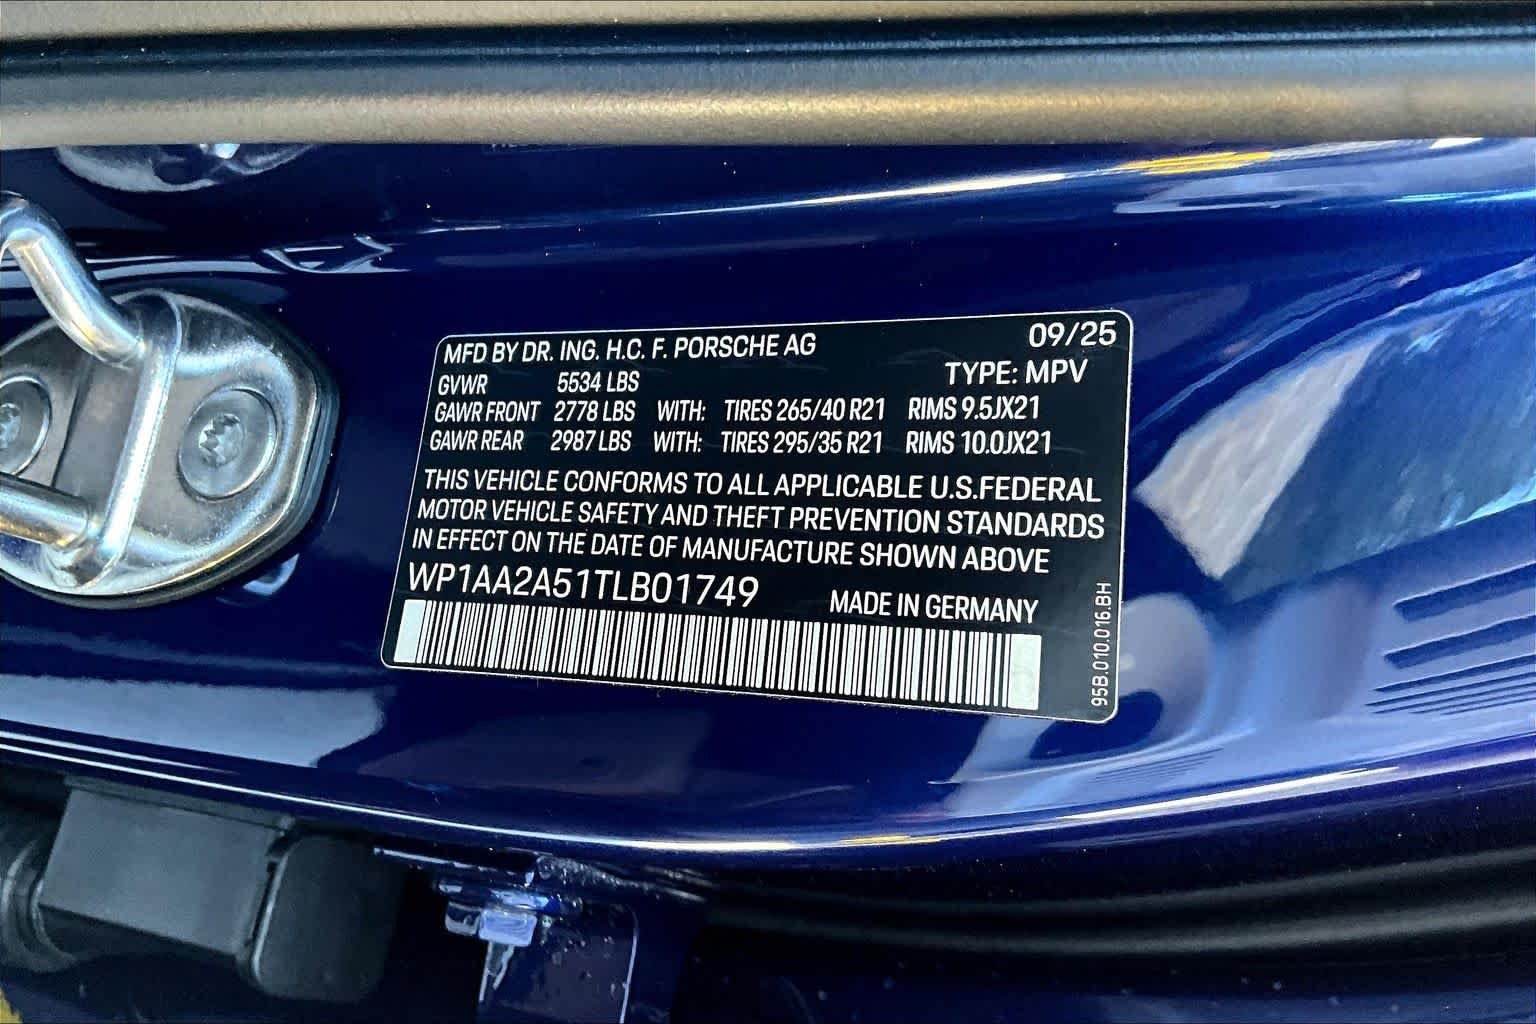 MFD BY DR. ING. H.C. F. PORSCHE AG 09/25
GVWR 5534 LBS TYPE: MPV
GAWR FRONT 2778 LBS WITH: TIRES 265/40 R21 RIMS 9.5JX21
GAWR REAR 2987 LBS WITH: TIRES 295/35 R21 RIMS 10.0JX21
THIS VEHICLE CONFORMS TO ALL APPLICABLE U.S.FEDERAL
MOTOR VEHICLE SAFETY AND THEFT PREVENTION STANDARDS
IN EFFECT ON THE DATE OF MANUFACTURE SHOWN ABOVE
WP1AA2A51TLB01749 MADE IN GERMANY
95B.010.016.BH